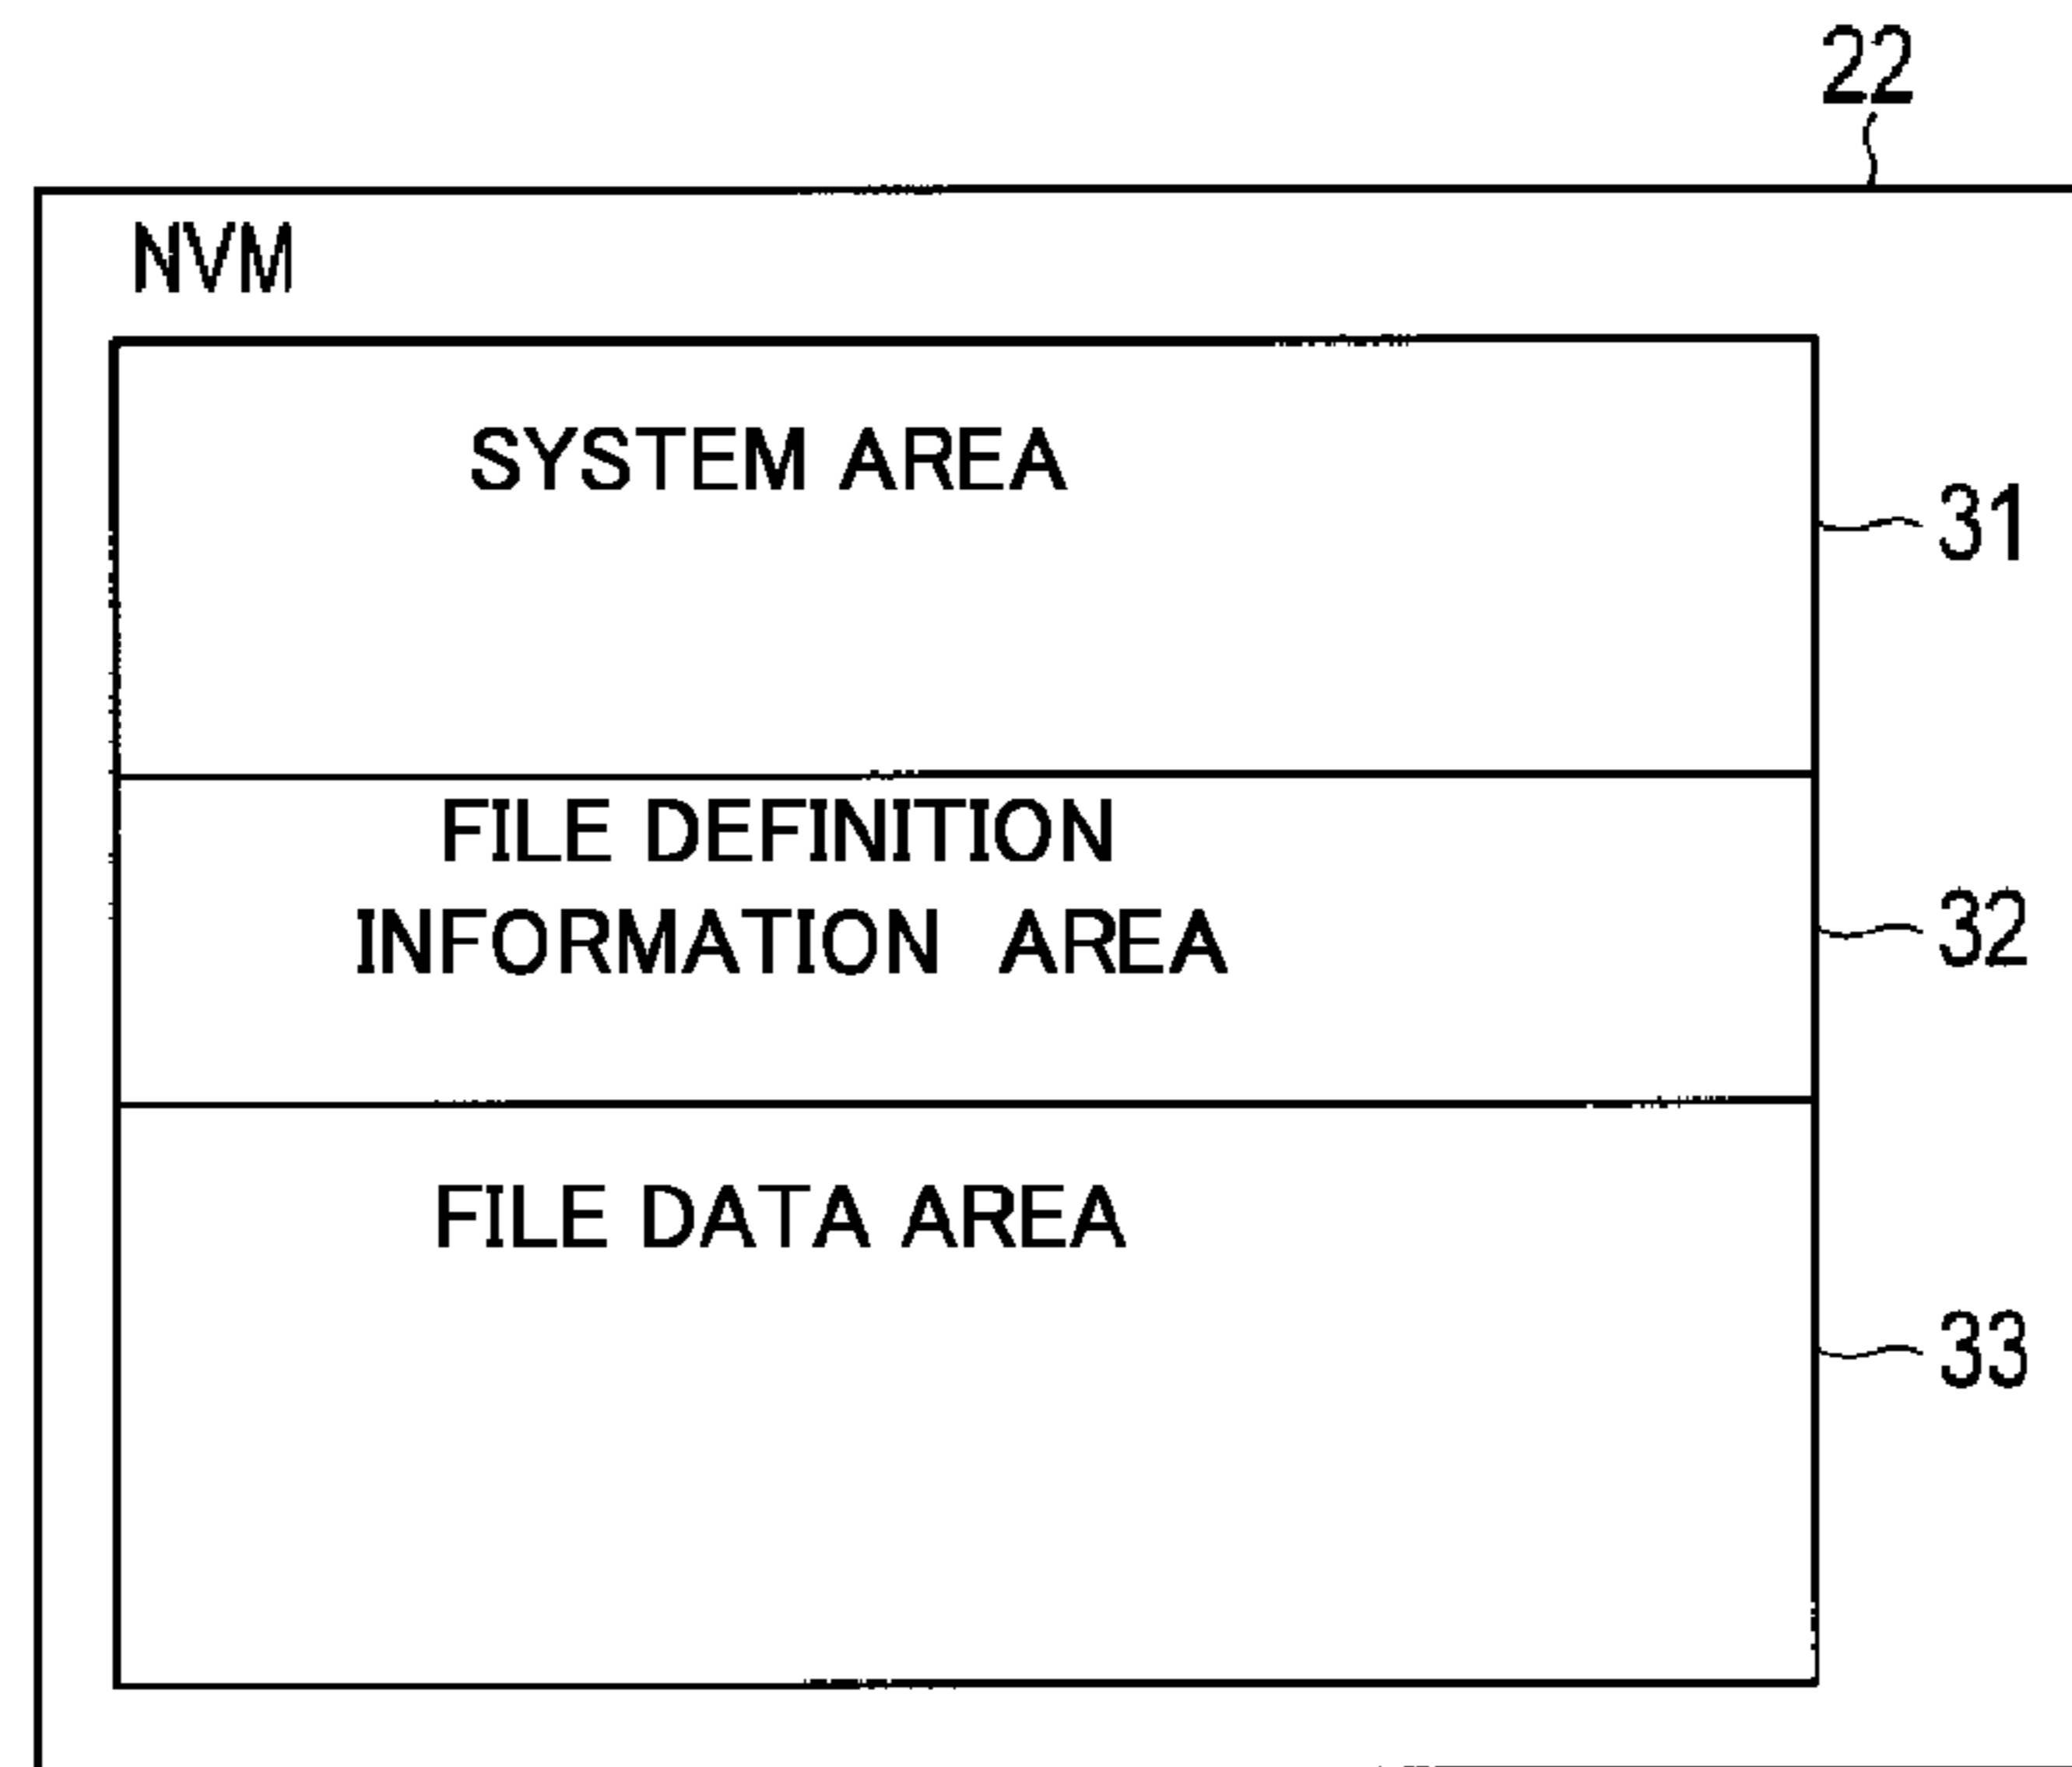 22
NVM
SYSTEM AREA
31
FILE DEFINITION
INFORMATION AREA
32
FILE DATA AREA
33